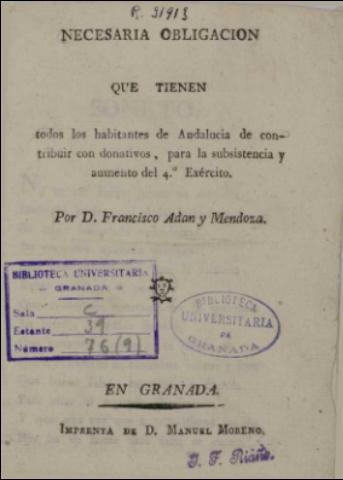 R. 31913
NECESARIA OBLIGACION
QUE TIENEN
todos los habitantes de Andalucia de con-
tribuir con donativos, para la subsistencia y
aumento del 4.º Exército.
Por D. Francisco Adan y Mendoza.
BIBLIOTECA UNIVERSITARIA
GRANADA
Sala C
Estante 39
Número 76 (9)
BIBLIOTECA
UNIVERSITARIA
DE
GRANADA
EN GRANADA.
IMPRENTA DE D. MANUEL MORENO.
J. F. Riaño.